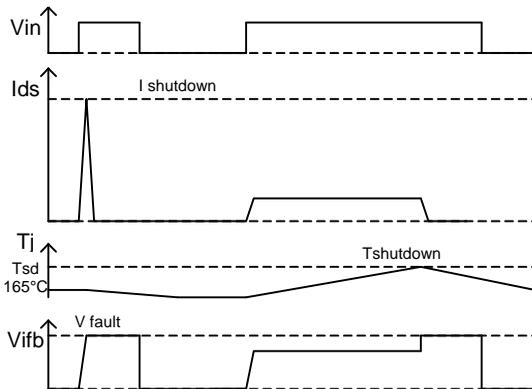 Vin
Ids
I shutdown
Tj
Tshutdown
Tsd
165°C
V fault
Vifb